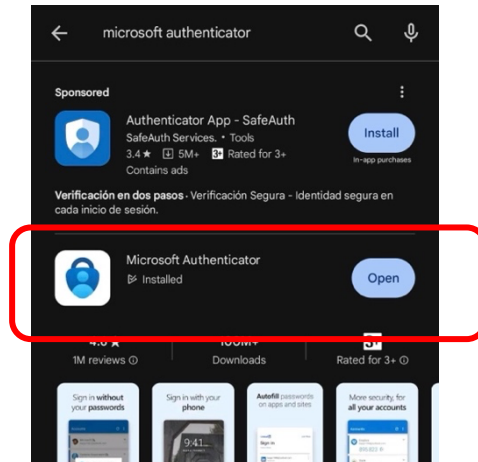 microsoft authenticator
Sponsored
Authenticator App - SafeAuth
SafeAuth Services. • Tools
3.4★ 5M+ 3+ Rated for 3+
Contains ads
Install
In-app purchases
Verificación en dos pasos · Verificación Segura - Identidad segura en
cada inicio de sesión.
Microsoft Authenticator
Installed
Open
1M reviews
Downloads
Rated for 3+
Sign in without
your passwords
Sign in with your
phone
9:41
Autofill passwords
on apps and sites
More security, for
all your accounts